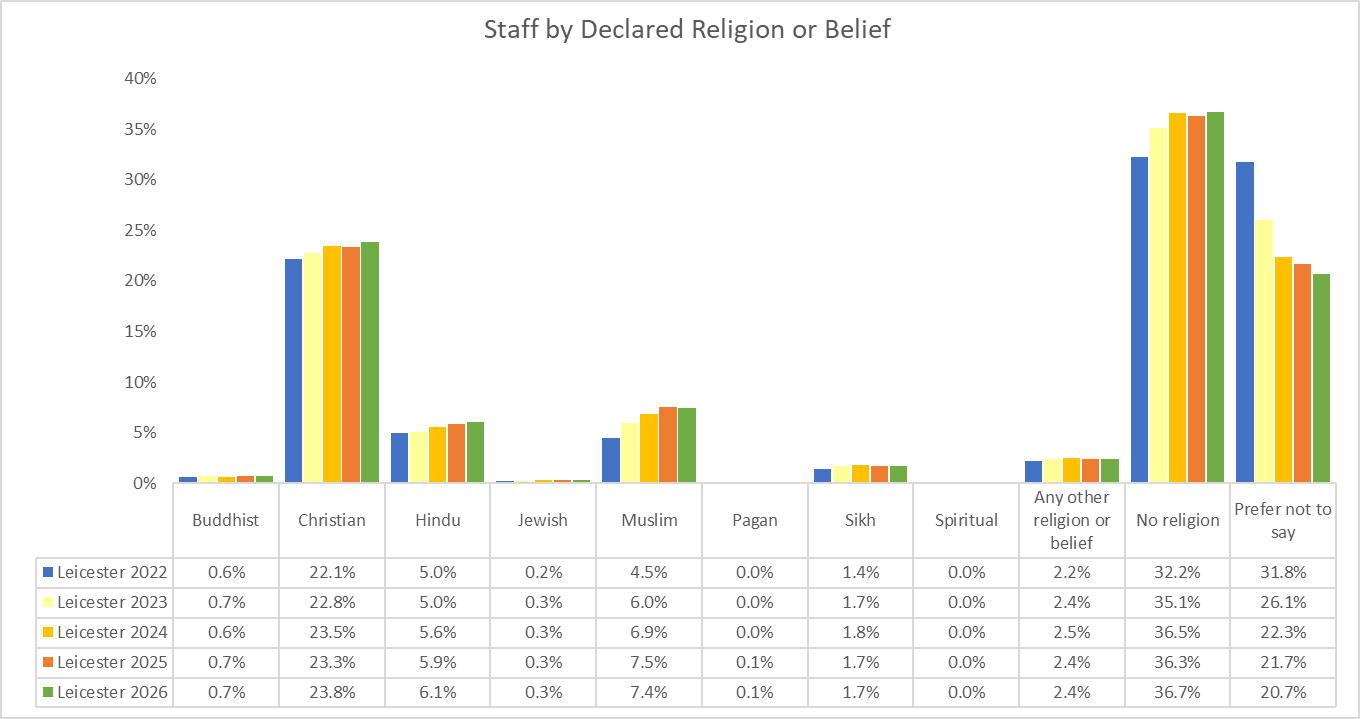 Staff by Declared Religion or Belief
40%
35%
30%
25%
20%
15%
10%
5%
0%
Buddhist Christian Hindu Jewish Muslim Pagan Sikh Spiritual Any other religion or belief No religion Prefer not to say
Leicester 2022 0.6% 22.1% 5.0% 0.2% 4.5% 0.0% 1.4% 0.0% 2.2% 32.2% 31.8%
Leicester 2023 0.7% 22.8% 5.0% 0.3% 6.0% 0.0% 1.7% 0.0% 2.4% 35.1% 26.1%
Leicester 2024 0.6% 23.5% 5.6% 0.3% 6.9% 0.0% 1.8% 0.0% 2.5% 36.5% 22.3%
Leicester 2025 0.7% 23.3% 5.9% 0.3% 7.5% 0.1% 1.7% 0.0% 2.4% 36.3% 21.7%
Leicester 2026 0.7% 23.8% 6.1% 0.3% 7.4% 0.1% 1.7% 0.0% 2.4% 36.7% 20.7%